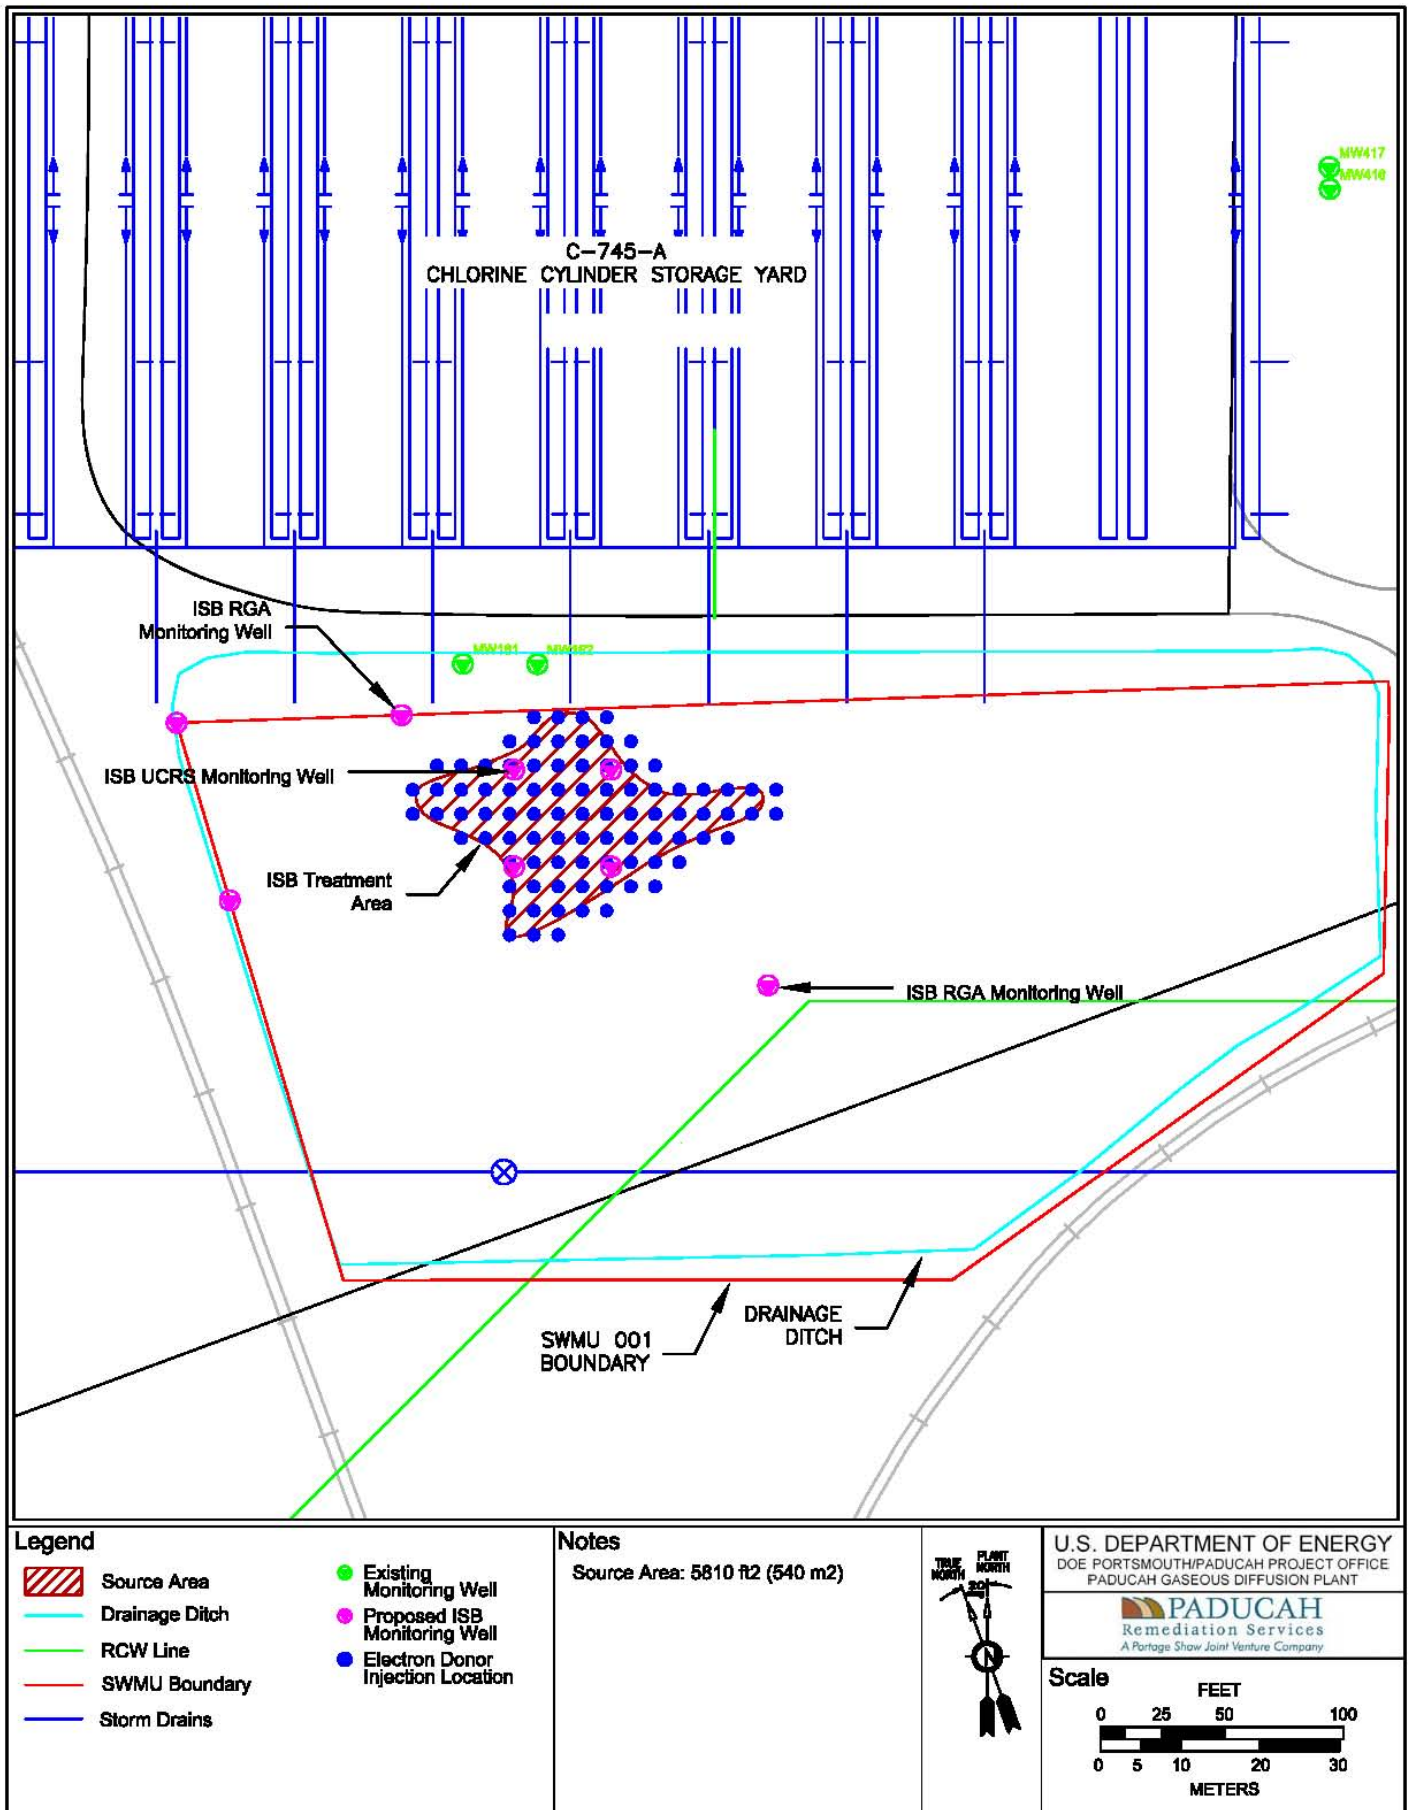 MW417
MW416
C-745-A
CHLORINE CYLINDER STORAGE YARD
ISB RGA
Monitoring Well
MW161
MW162
ISB UCRS Monitoring Well
ISB Treatment
Area
ISB RGA Monitoring Well
DRAINAGE
DITCH
SWMU 001
BOUNDARY
Legend
Source Area
Drainage Ditch
RCW Line
SWMU Boundary
Storm Drains
Existing
Monitoring Well
Proposed ISB
Monitoring Well
Electron Donor
Injection Location
Notes
Source Area: 5810 ft2 (540 m2)
TRUE
NORTH
PLANT
NORTH
20
U.S. DEPARTMENT OF ENERGY
DOE PORTSMOUTH/PADUCAH PROJECT OFFICE
PADUCAH GASEOUS DIFFUSION PLANT
PADUCAH
Remediation Services
A Portage Shaw Joint Venture Company
Scale
FEET
0 25 50 100
0 5 10 20 30
METERS